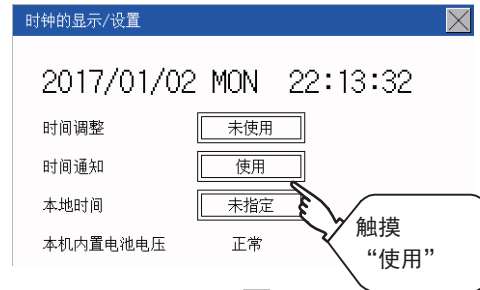 时钟的显示/设置
2017/01/02 MON 22:13:32
时间调整 未使用
时间通知 使用
本地时间 未指定
本机内置电池电压 正常
触摸
“使用”